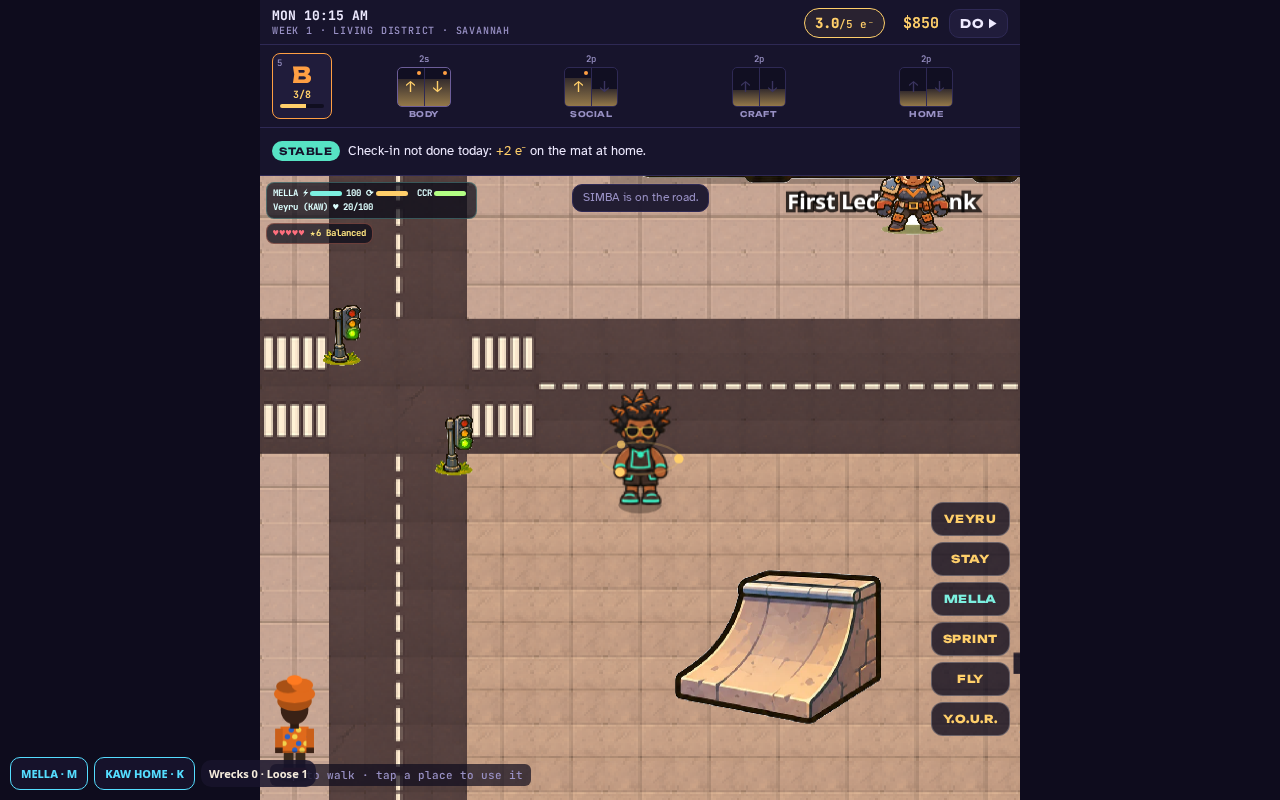 MON 10:15 AM
WEEK 1 · LIVING DISTRICT · SAVANNAH
3.0/5 e⁻
$850
DO
5
B
3/8
2s
BODY
2p
SOCIAL
2p
CRAFT
2p
HOME
STABLE
Check-in not done today: +2 e⁻ on the mat at home.
MELLA ⚡ 100 ⟳ CCR
Veyru (KAW) ♥ 20/100
♥♥♥♥♥ ★6 Balanced
SIMBA is on the road.
First Led
nk
VEYRU
STAY
MELLA
SPRINT
FLY
Y.O.U.R.
MELLA · M
KAW HOME · K
Wrecks 0 · Loose 1
walk · tap a place to use it